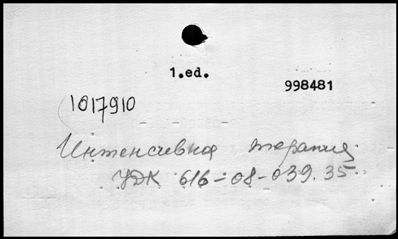 1.ed.
998481
1017910
Интенсивна терапия.
УДК 616-08-039.35.